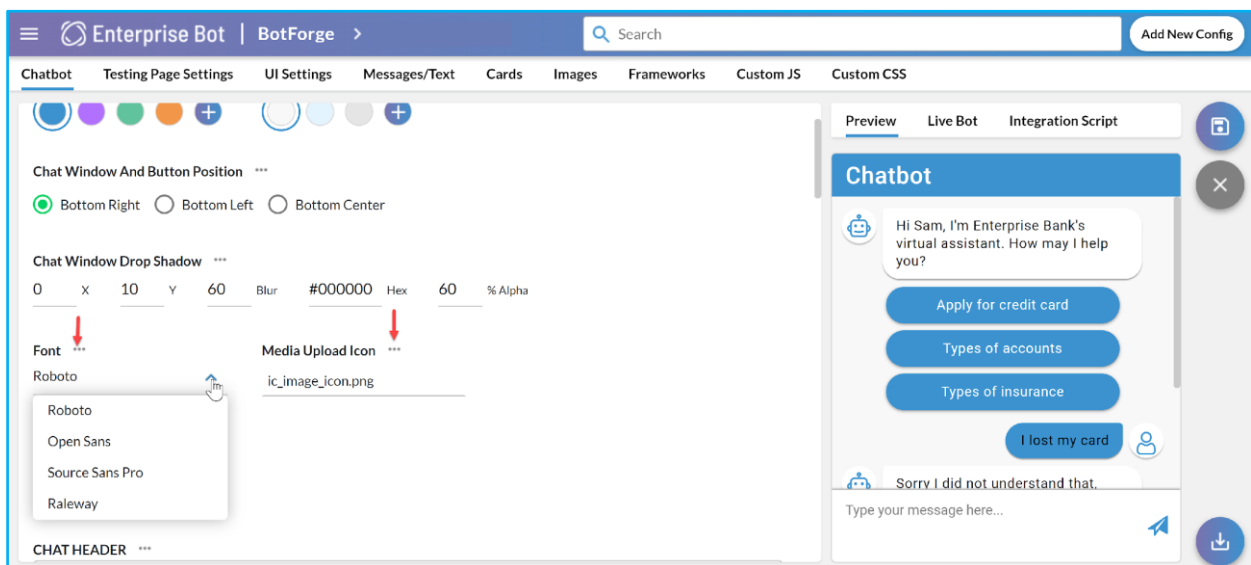 Enterprise Bot | BotForge >
Search
Add New Config
Chatbot Testing Page Settings UI Settings Messages/Text Cards Images Frameworks Custom JS Custom CSS
Chat Window And Button Position ...
Bottom Right Bottom Left Bottom Center
Chat Window Drop Shadow ...
0 X 10 Y 60 Blur #000000 Hex 60 % Alpha
Font ... Media Upload Icon ...
Roboto ic_image_icon.png
Roboto
Open Sans
Source Sans Pro
Raleway
CHAT HEADER ...
Preview Live Bot Integration Script
Chatbot
Hi Sam, I'm Enterprise Bank's
virtual assistant. How may I help
you?
Apply for credit card
Types of accounts
Types of insurance
I lost my card
Sorry I did not understand that,
Type your message here...